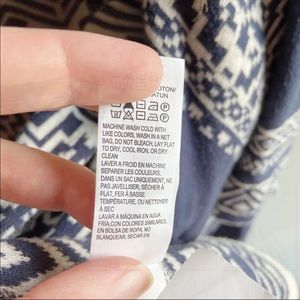 OTTON/
ATUN
MACHINE WASH COLD WITH
LIKE COLORS, WASH IN A NET
BAG, DO NOT BLEACH, LAY FLAT
TO DRY, COOL IRON, OR DRY
CLEAN
LAVER A FROID EN MACHINE
SEPARER LES COULEURS,
DANS UN SAC UNIQUEMENT, NE
PAS JAVELLISER, SÉCHER À
PLAT, FER À BASSE
TEMPÉRATURE, OU NETTOYER
À SEC
LAVAR A MÁQUINA EN AGUA
FRÍA,CON COLORES SIMILARES,
EN BOLSA DE ROPA, NO
BLANQUEAR, SECAR EN